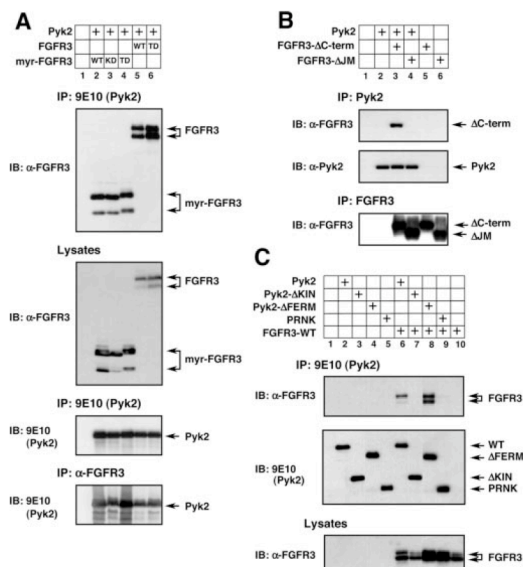 A
Pyk2 + + + + +
FGFR3 WT TD
myr-FGFR3 WT KD TD
1 2 3 4 5 6
IP: 9E10 (Pyk2)
IB: α-FGFR3
FGFR3
myr-FGFR3
Lysates
IB: α-FGFR3
FGFR3
myr-FGFR3
IP: 9E10 (Pyk2)
IB: 9E10
(Pyk2)
Pyk2
IP: α-FGFR3
IB: 9E10
(Pyk2)
Pyk2
B
Pyk2 + + +
FGFR3-ΔC-term + +
FGFR3-ΔJM + +
1 2 3 4 5 6
IP: Pyk2
IB: α-FGFR3
ΔC-term
IB: α-Pyk2
Pyk2
IP: FGFR3
IB: α-FGFR3
ΔC-term
ΔJM
C
Pyk2 + +
Pyk2-ΔKIN + +
Pyk2-ΔFERM + +
PRNK + +
FGFR3-WT + + + + +
1 2 3 4 5 6 7 8 9 10
IP: 9E10 (Pyk2)
IB: α-FGFR3
FGFR3
IB: 9E10
(Pyk2)
WT
ΔFERM
ΔKIN
PRNK
Lysates
IB: α-FGFR3
FGFR3